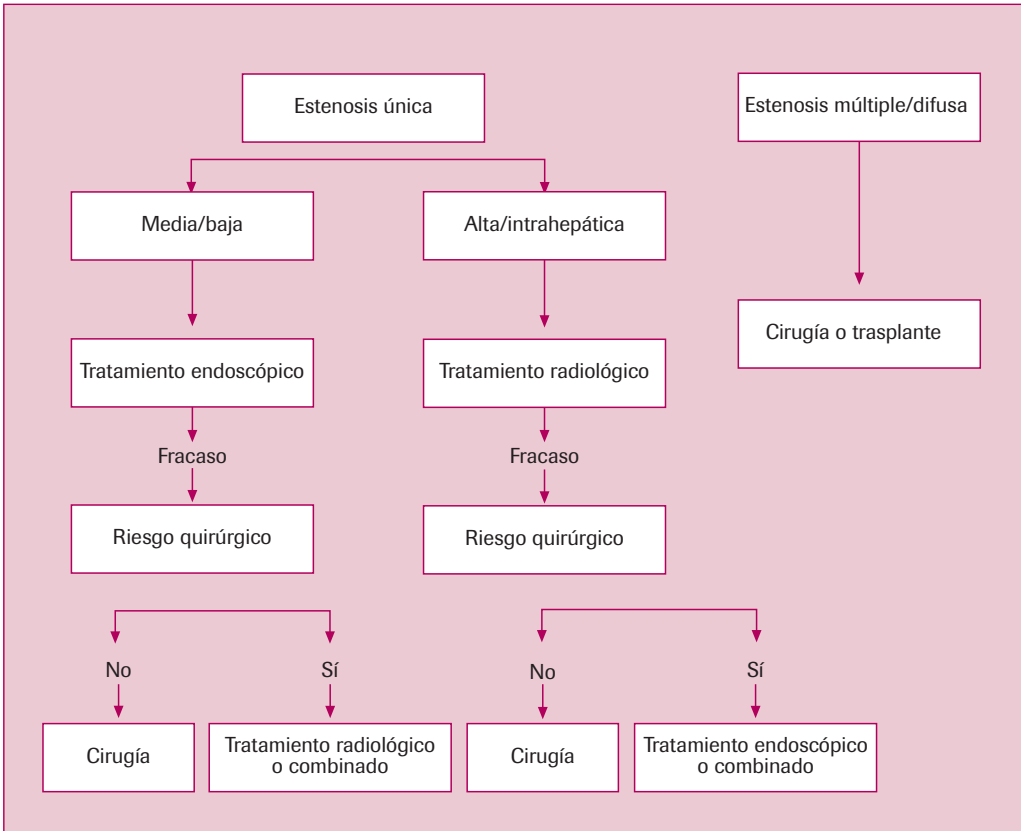 Estenosis única
Estenosis múltiple/difusa
Media/baja
Alta/intrahepática
Cirugía o trasplante
Tratamiento endoscópico
Tratamiento radiológico
Fracaso
Fracaso
Riesgo quirúrgico
Riesgo quirúrgico
No
Sí
No
Sí
Cirugía
Tratamiento radiológico
o combinado
Cirugía
Tratamiento endoscópico
o combinado